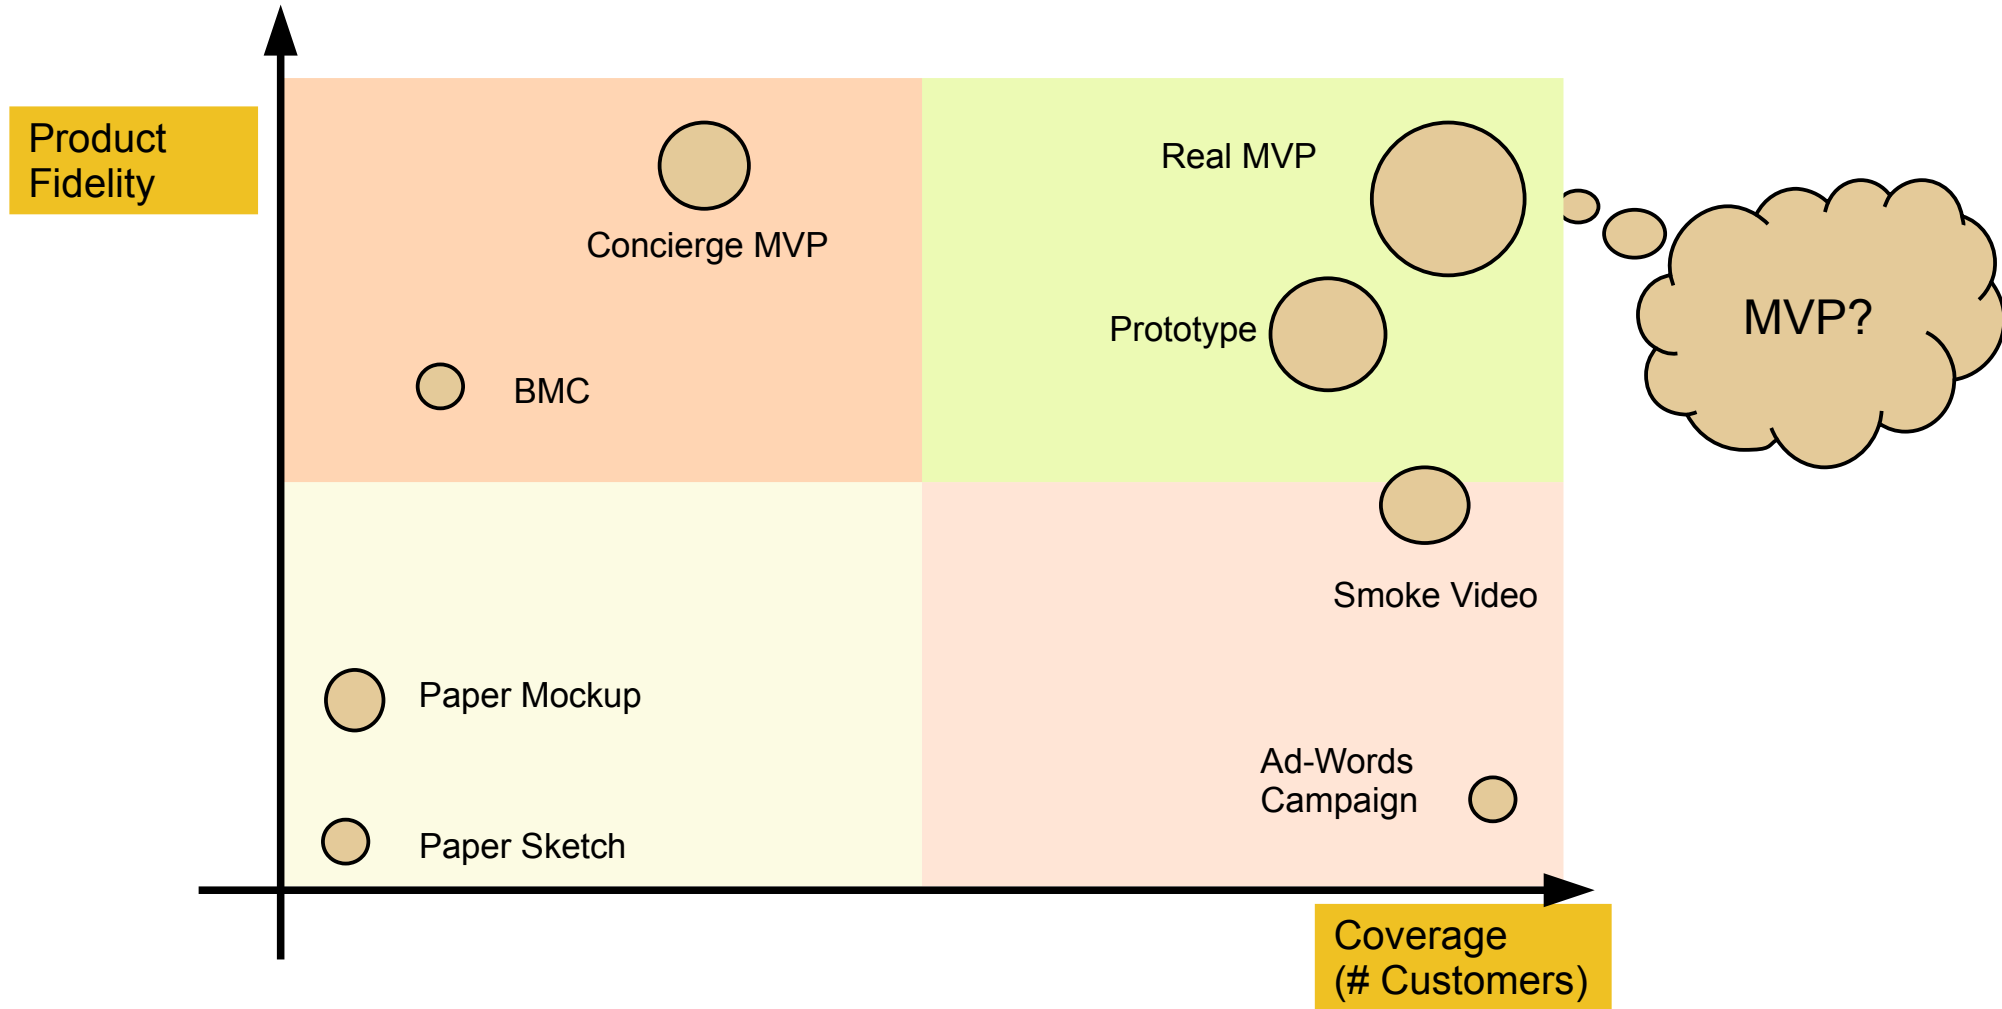 Product
Fidelity
Real MVP
Concierge MVP
MVP?
Prototype
BMC
Smoke Video
Paper Mockup
Ad-Words
Campaign
Paper Sketch
Coverage
(# Customers)